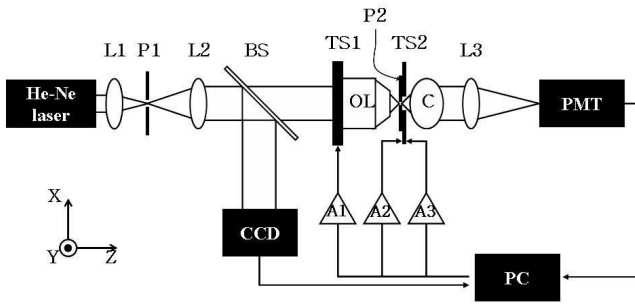 P2
L1 P1 L2 BS TS1 TS2 L3
He-Ne
laser
OL
C
PMT
A1 A2 A3
X
Y
Z
CCD
PC